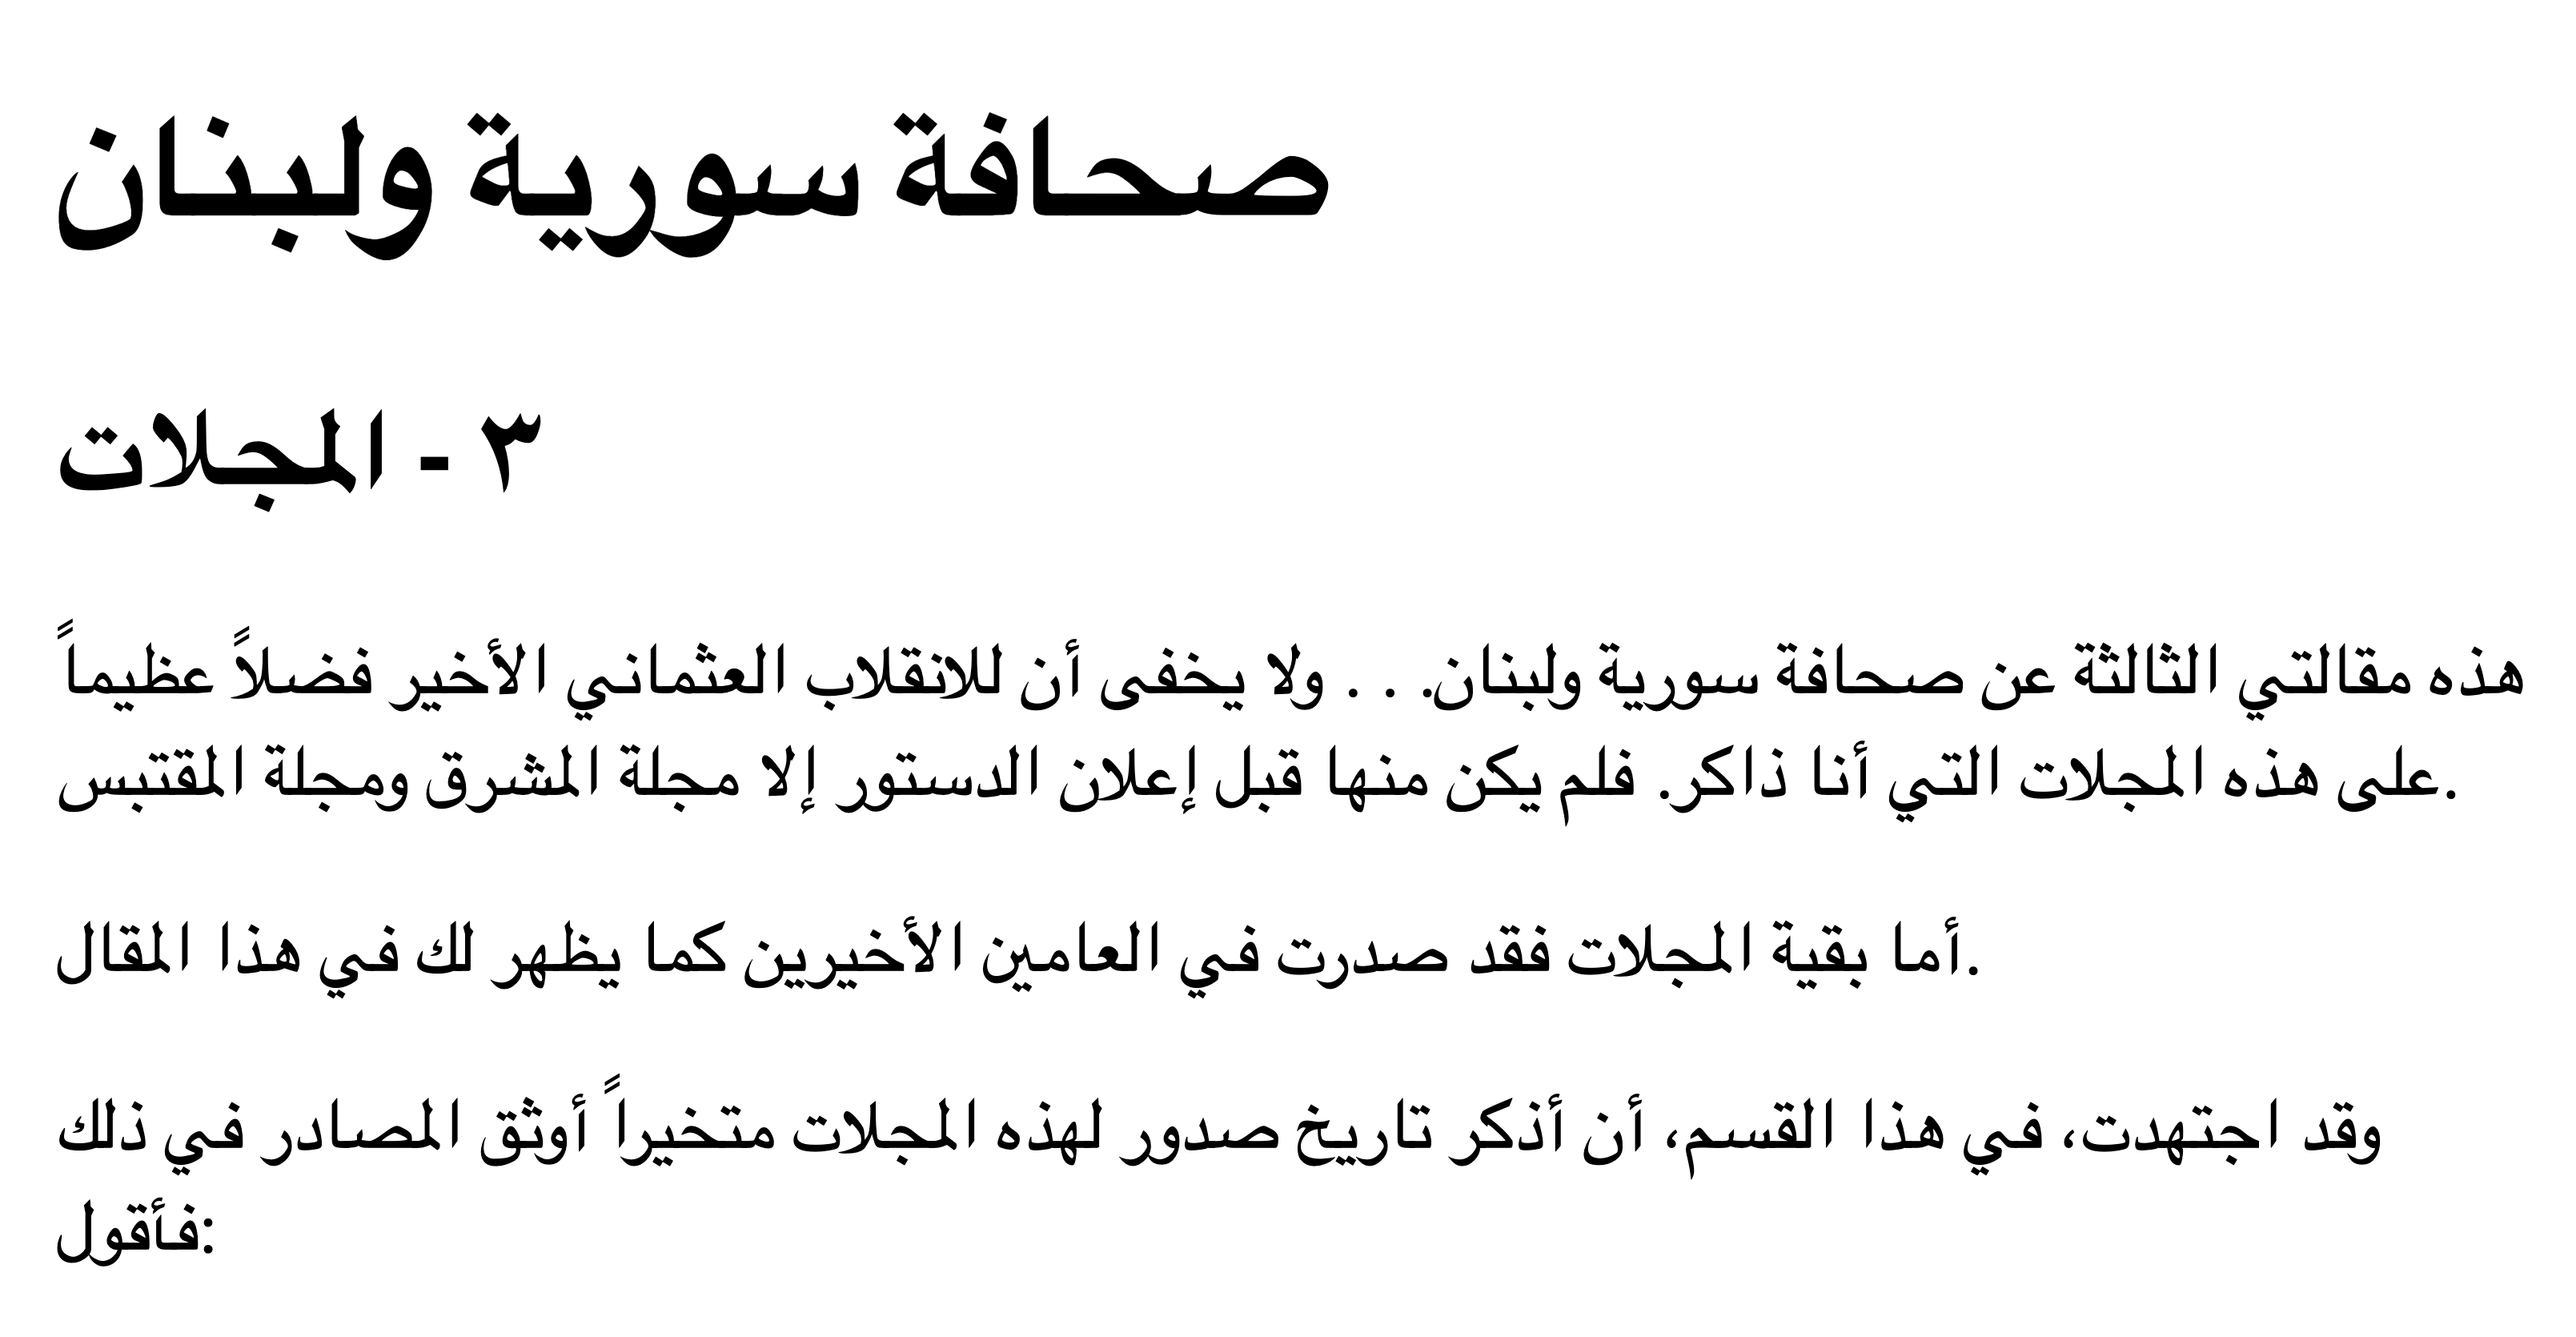 صحافة سورية ولبنان
٣ - المجلات
هذه مقالتي الثالثة عن صحافة سورية ولبنان. . . ولا يخفى أن للانقلاب العثماني الأخير فضلاً عظيماً
على هذه المجلات التي أنا ذاكر. فلم يكن منها قبل إعلان الدستور إلا مجلة المشرق ومجلة المقتبس.
أما بقية المجلات فقد صدرت في العامين الأخيرين كما يظهر لك في هذا المقال.
وقد اجتهدت، في هذا القسم، أن أذكر تاريخ صدور لهذه المجلات متخيراً أوثق المصادر في ذلك
فأقول: